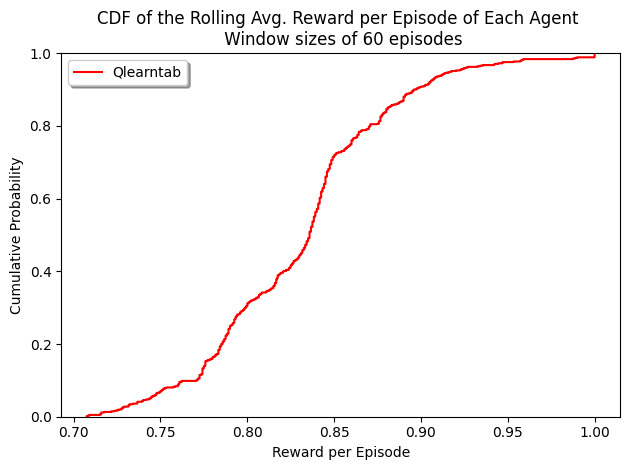 CDF of the Rolling Avg. Reward per Episode of Each Agent
Window sizes of 60 episodes
Qlearntab
1.0
0.8
0.6
0.4
0.2
0.0
Cumulative Probability
0.70
0.75
0.80
0.85
0.90
0.95
1.00
Reward per Episode